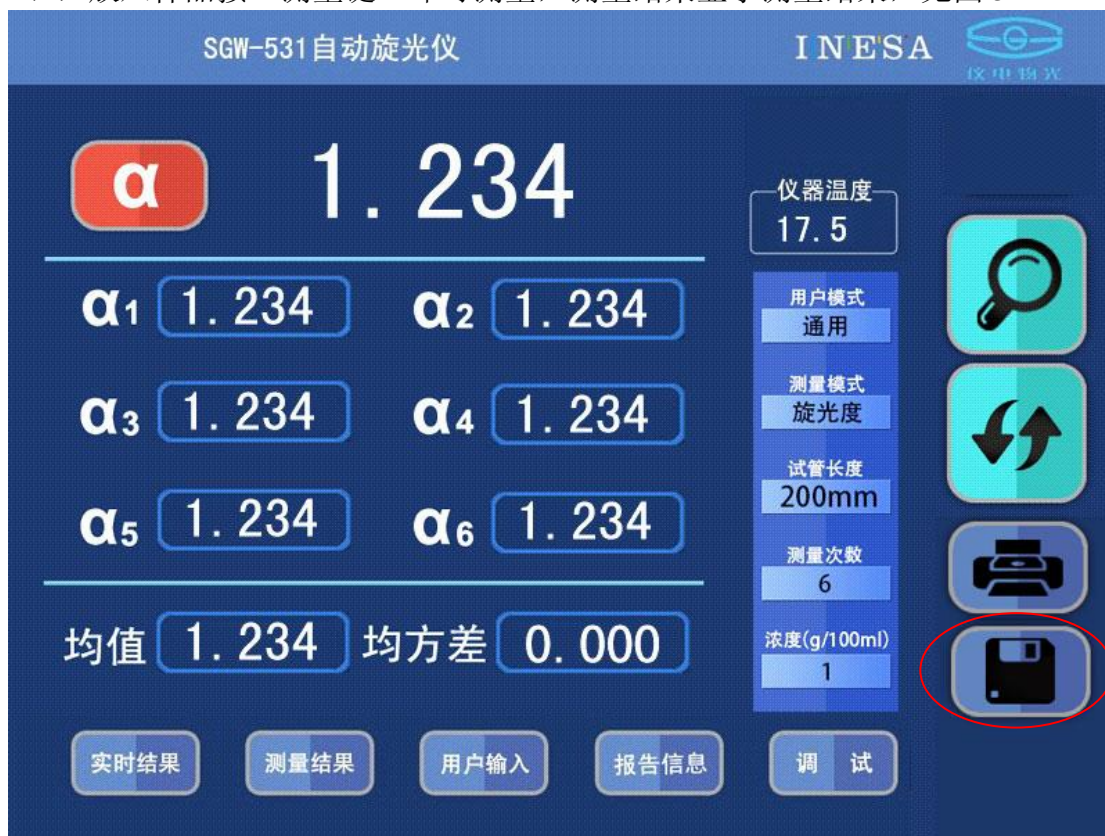 SGW-531自动旋光仪
INESA
仪电物光
α 1.234
仪器温度
17.5
α1 1.234 α2 1.234
用户模式
通用
α3 1.234 α4 1.234
测量模式
旋光度
试管长度
200mm
α5 1.234 α6 1.234
测量次数
6
均值 1.234 均方差 0.000
浓度(g/100ml)
1
实时结果 测量结果 用户输入 报告信息 调 试